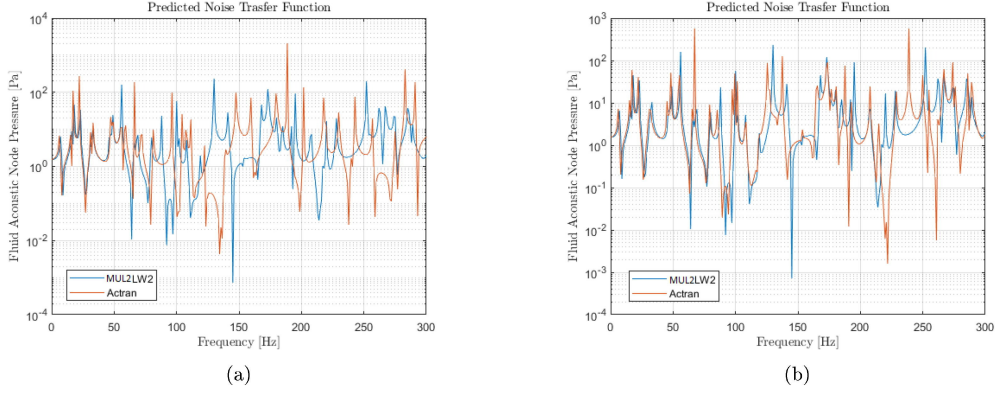 Predicted Noise Trasfer Function
Fluid Acoustic Node Pressure [Pa]
10^4
10^2
10^0
10^-2
10^-4
MUL2LW2
Actran
0 50 100 150 200 250 300
Frequency [Hz]
(a)
Predicted Noise Trasfer Function
Fluid Acoustic Node Pressure [Pa]
10^3
10^2
10^1
10^0
10^-1
10^-2
10^-3
10^-4
MUL2LW2
Actran
0 50 100 150 200 250 300
Frequency [Hz]
(b)